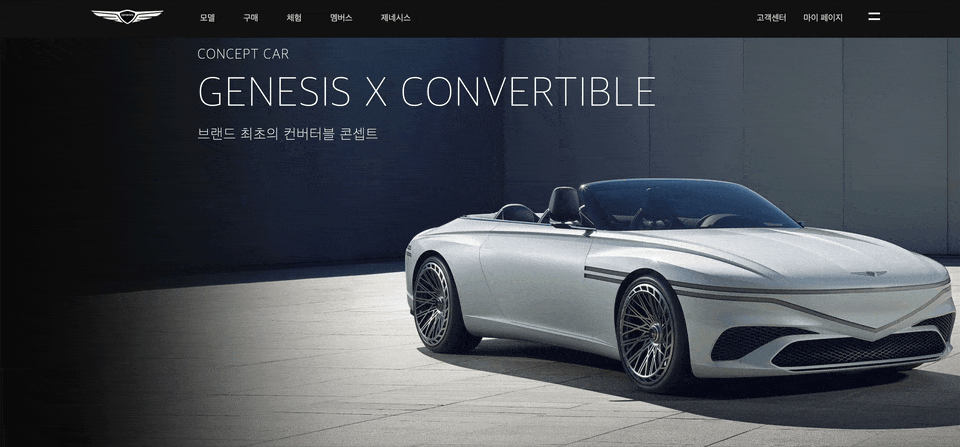 모델 구매 체험 멤버스 제네시스 고객센터 마이 페이지
CONCEPT CAR
GENESIS X CONVERTIBLE
브랜드 최초의 컨버터블 콘셉트